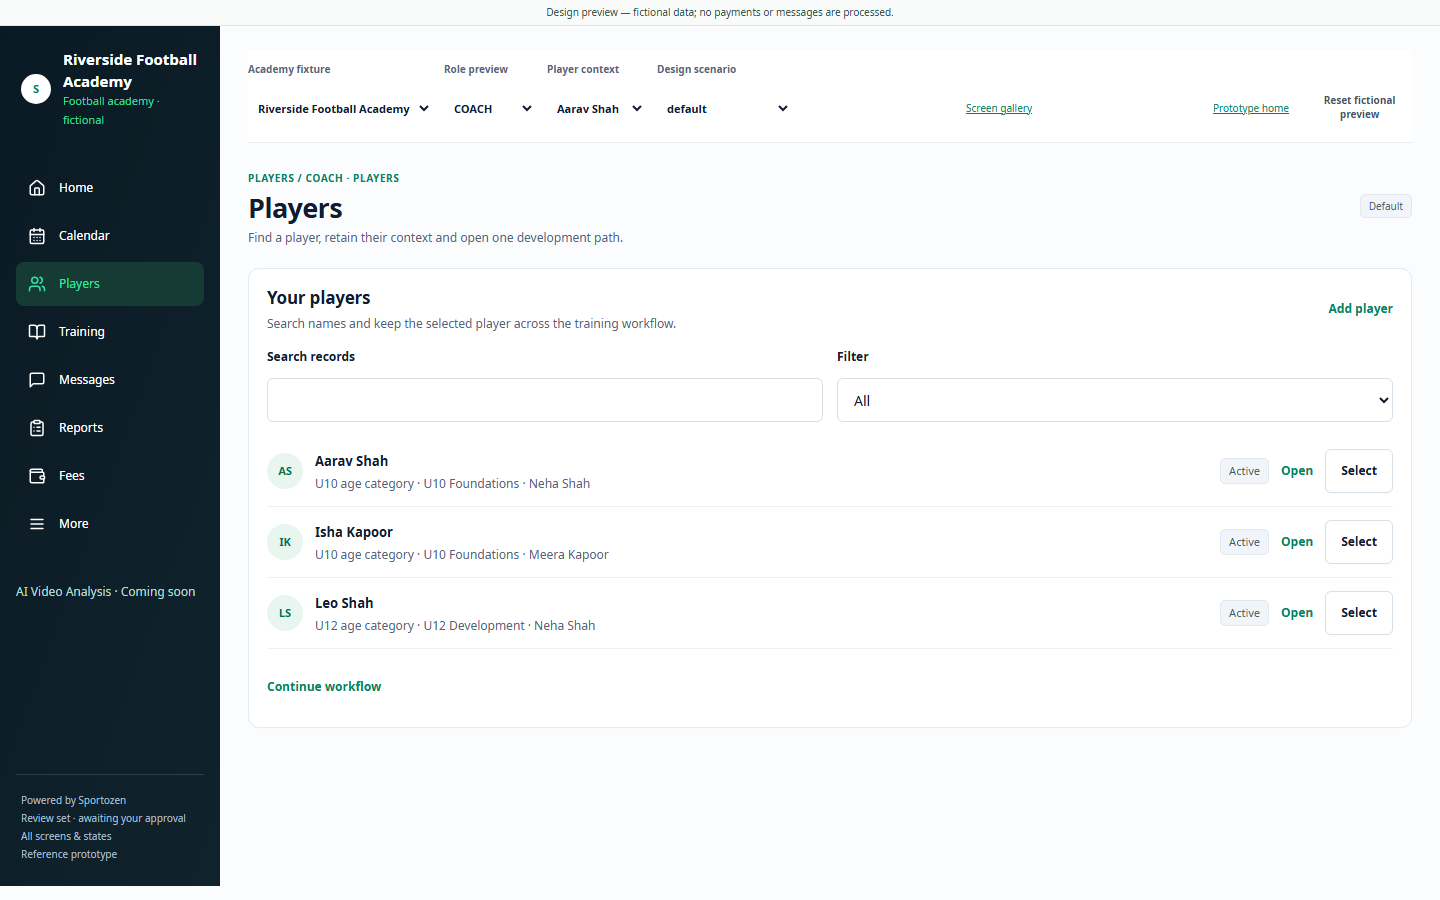 Design preview — fictional data; no payments or messages are processed.
S
Riverside Football
Academy
Football academy ·
fictional
Home
Calendar
Players
Training
Messages
Reports
Fees
More
AI Video Analysis · Coming soon
Powered by Sportozen
Review set · awaiting your approval
All screens & states
Reference prototype
Academy fixture
Riverside Football Academy
Role preview
COACH
Player context
Aarav Shah
Design scenario
default
Screen gallery
Prototype home
Reset fictional
preview
PLAYERS / COACH · PLAYERS
Players
Find a player, retain their context and open one development path.
Default
Your players
Search names and keep the selected player across the training workflow.
Add player
Search records
Filter
All
AS
Aarav Shah
U10 age category · U10 Foundations · Neha Shah
Active
Open
Select
IK
Isha Kapoor
U10 age category · U10 Foundations · Meera Kapoor
Active
Open
Select
LS
Leo Shah
U12 age category · U12 Development · Neha Shah
Active
Open
Select
Continue workflow